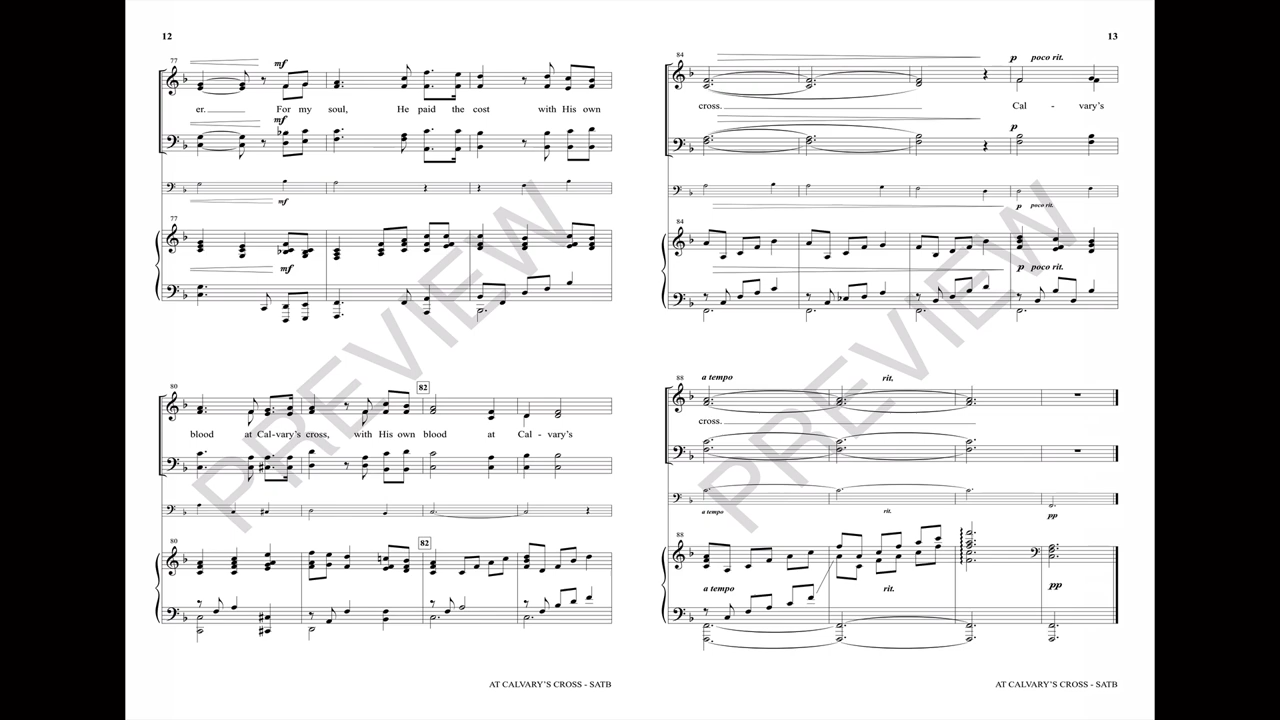 12
77
mf
er. For my soul, He paid the cost with His own
mf
mf
77
mf
80
82
blood at Cal-vary's cross, with His own blood at Cal - vary's
80
82
AT CALVARY'S CROSS - SATB
13
84
p poco rit.
cross. Cal - vary's
p
p poco rit.
84
p poco rit.
88
a tempo rit.
cross.
a tempo rit. pp
88
a tempo rit. pp
AT CALVARY'S CROSS - SATB
PREVIEW
PREVIEW